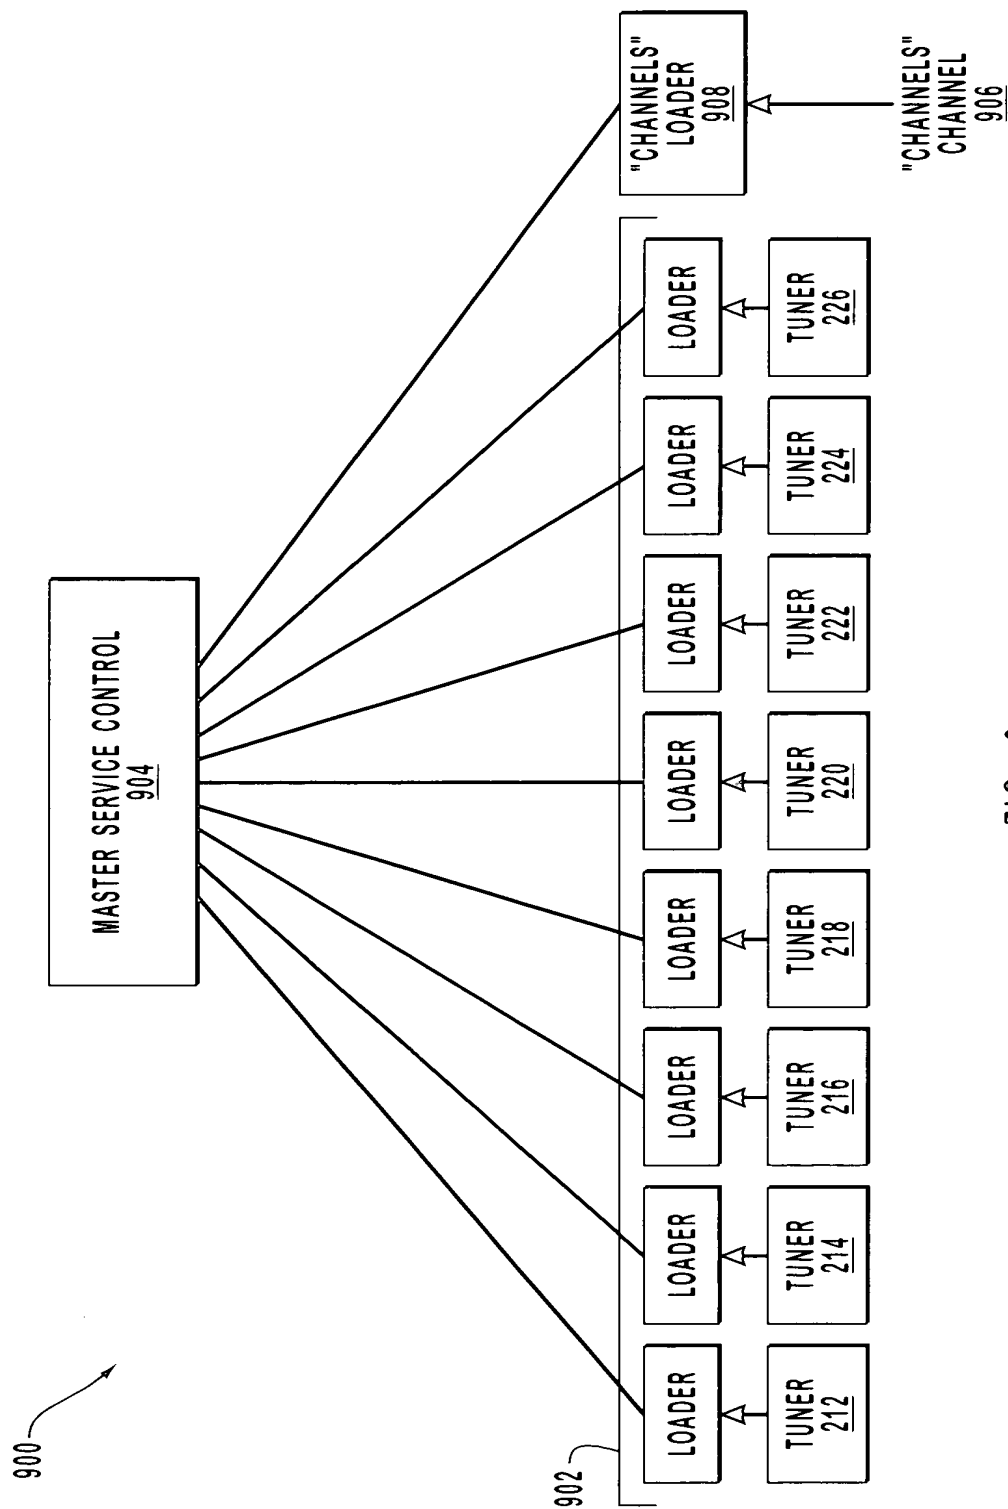 900
MASTER SERVICE CONTROL
904
902
LOADER
LOADER
LOADER
LOADER
LOADER
LOADER
LOADER
LOADER
"CHANNELS"
LOADER
908
TUNER
212
TUNER
214
TUNER
216
TUNER
218
TUNER
220
TUNER
222
TUNER
224
TUNER
226
"CHANNELS"
CHANNEL
906